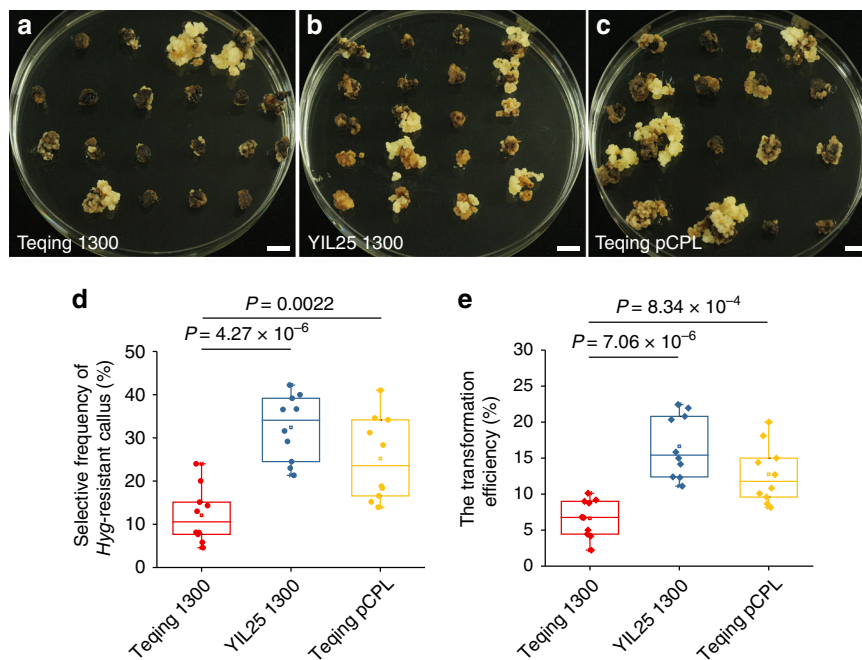 a
b
c
Teqing 1300
YIL25 1300
Teqing pCPL
d
P = 0.0022
P = 4.27 × 10⁻⁶
Selective frequency of
Hyg-resistant callus (%)
50
40
30
20
10
0
Teqing 1300
YIL25 1300
Teqing pCPL
e
P = 8.34 × 10⁻⁴
P = 7.06 × 10⁻⁶
The transformation
efficiency (%)
30
25
20
15
10
5
0
Teqing 1300
YIL25 1300
Teqing pCPL